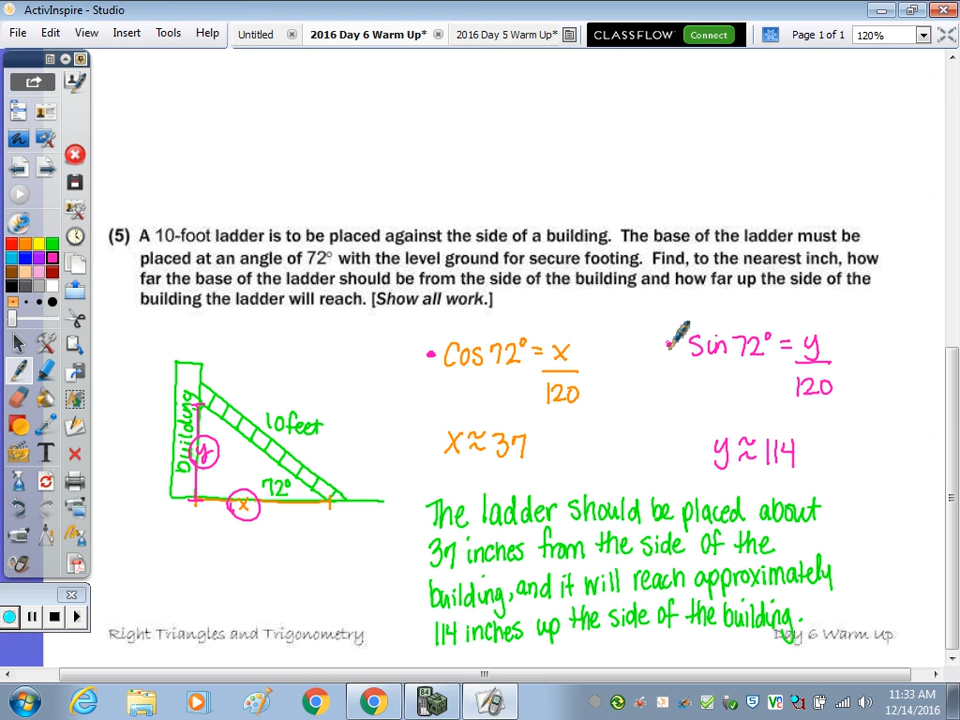 ActivInspire - Studio
File Edit View Insert Tools Help Untitled 2016 Day 6 Warm Up* 2016 Day 5 Warm Up* CLASSFLOW Connect Page 1 of 1 120%
(5) A 10-foot ladder is to be placed against the side of a building. The base of the ladder must be
placed at an angle of 72° with the level ground for secure footing. Find, to the nearest inch, how
far the base of the ladder should be from the side of the building and how far up the side of the
building the ladder will reach. [Show all work.]
Cos 72° = x/120
Sin 72° = y/120
x ≈ 37
y ≈ 114
building
10 feet
y
72°
x
The ladder should be placed about
37 inches from the side of the
building, and it will reach approximately
114 inches up the side of the building.
Right Triangles and Trigonometry
Day 6 Warm Up
11:33 AM
12/14/2016